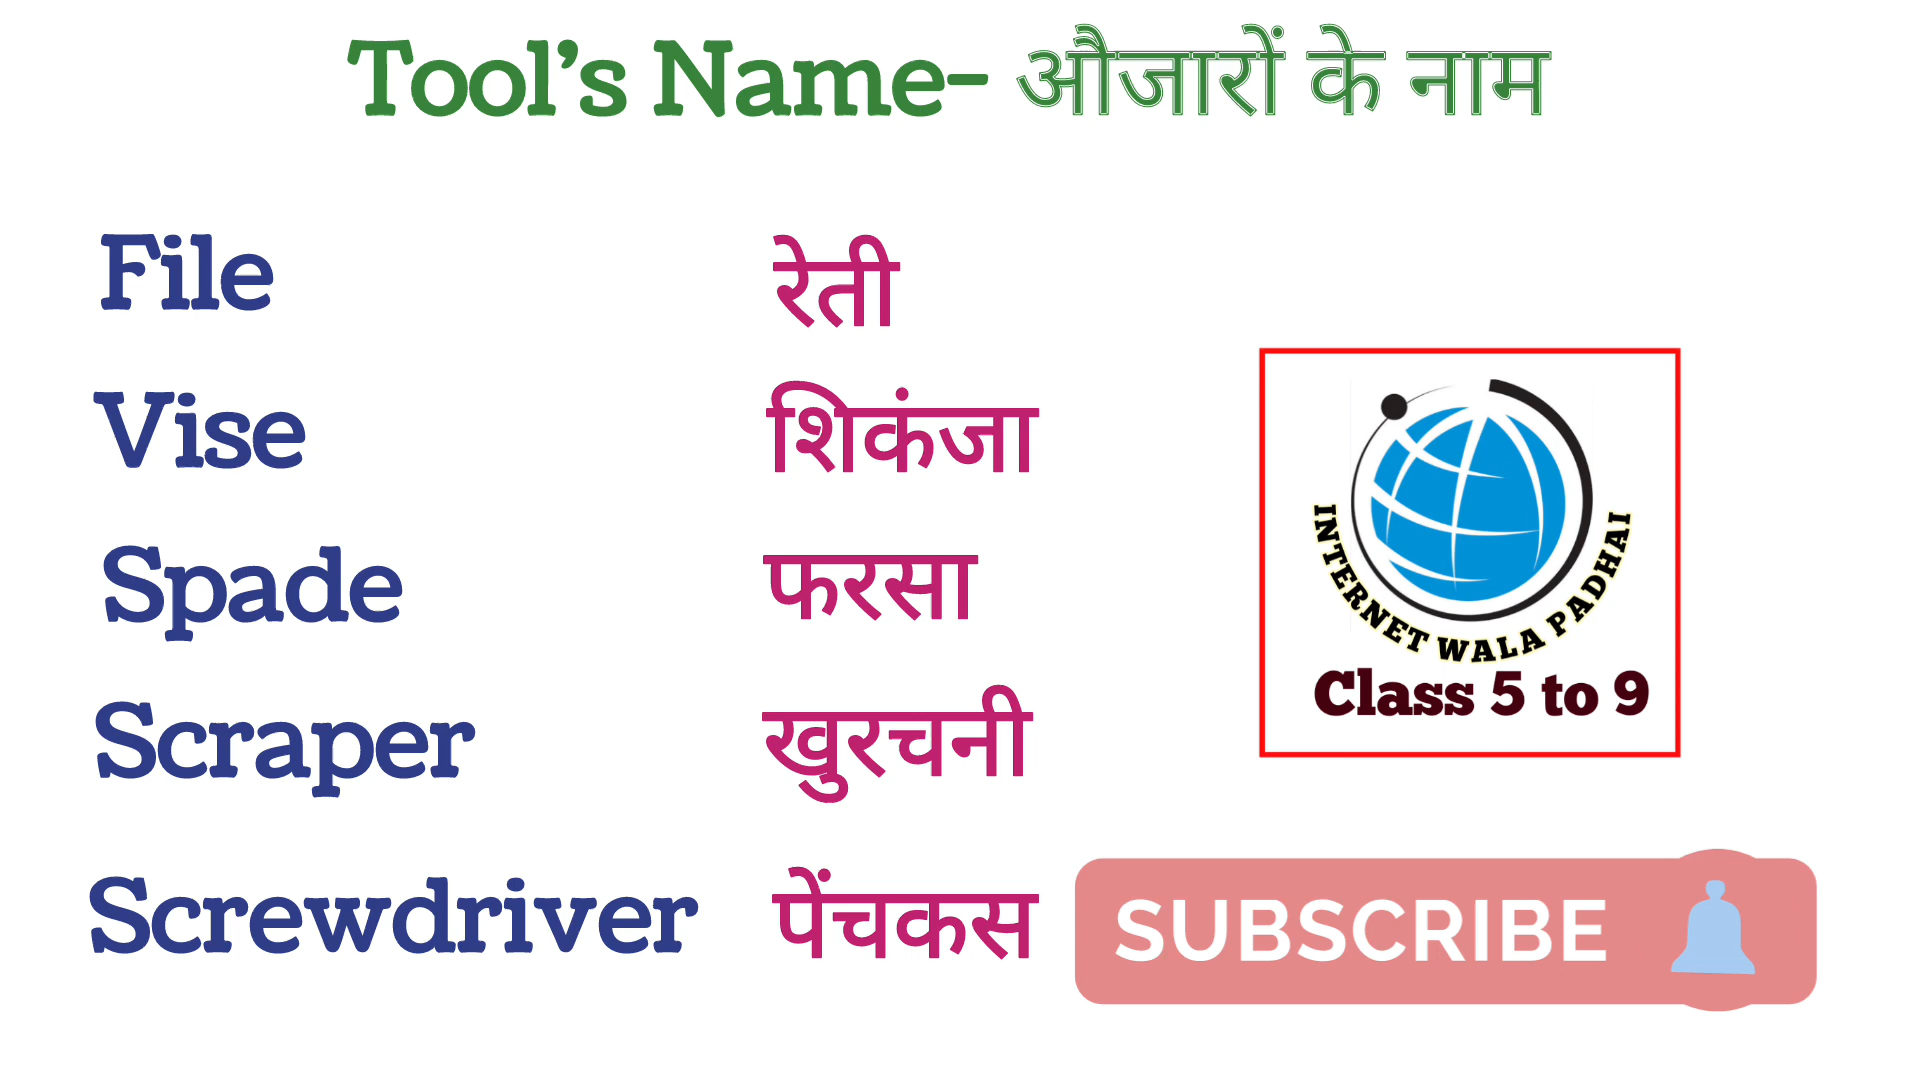 Tool’s Name- औजारों के नाम
File रेती
Vise शिकंजा
Spade फरसा
Scraper खुरचनी
Screwdriver पेंचकस
INTERNET WALA PADHAI
Class 5 to 9
SUBSCRIBE